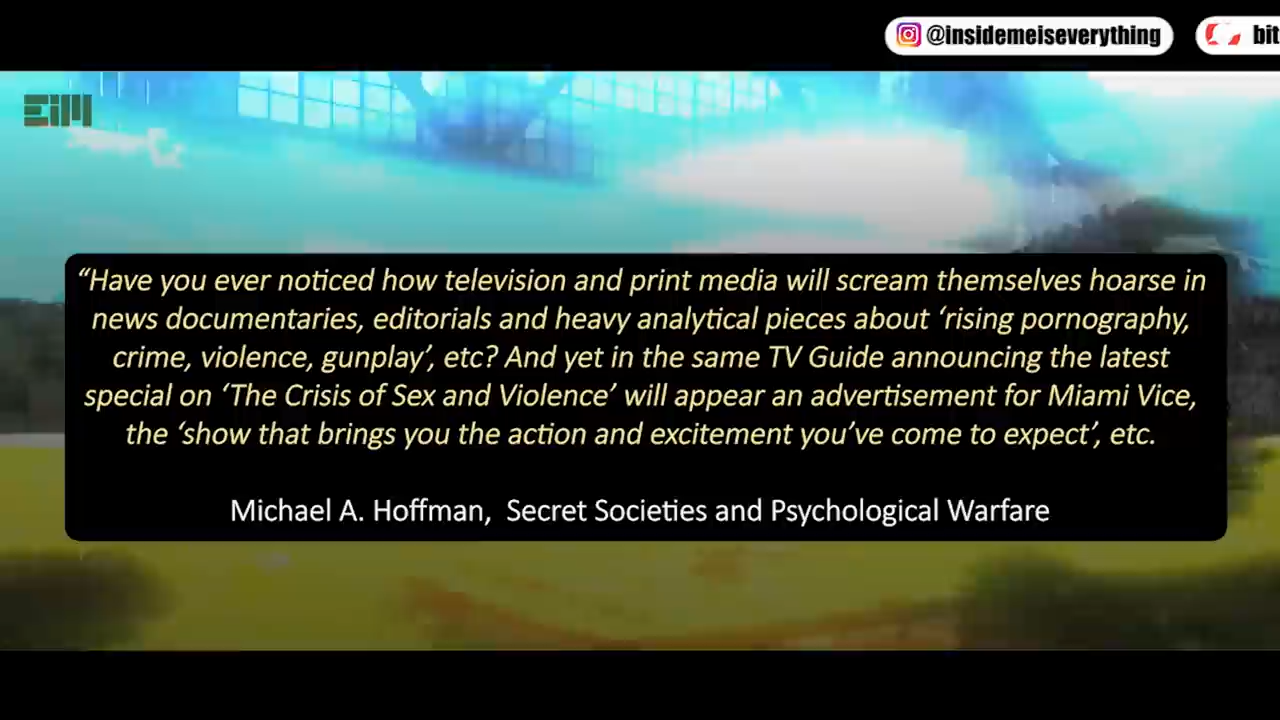 @insidemeiseverything
bit
EiM
“Have you ever noticed how television and print media will scream themselves hoarse in
news documentaries, editorials and heavy analytical pieces about ‘rising pornography,
crime, violence, gunplay’, etc? And yet in the same TV Guide announcing the latest
special on ‘The Crisis of Sex and Violence’ will appear an advertisement for Miami Vice,
the ‘show that brings you the action and excitement you’ve come to expect’, etc.
Michael A. Hoffman, Secret Societies and Psychological Warfare